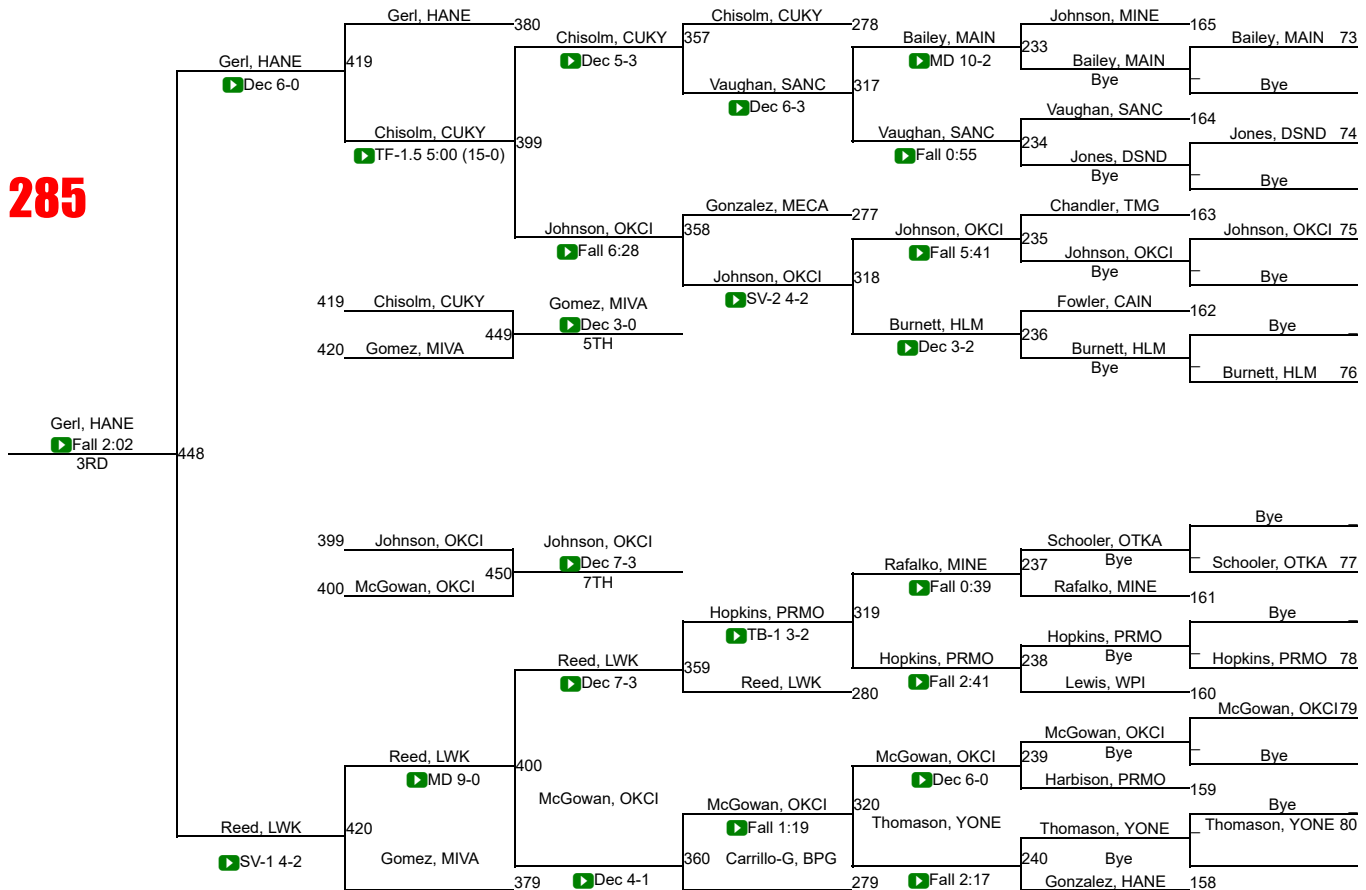 Gerl, HANE
380
Chisolm, CUKY
278
Johnson, MINE
165
Chisolm, CUKY
357
Bailey, MAIN
233
Bailey, MAIN 73
Gerl, HANE
419
Dec 5-3
MD 10-2
Bailey, MAIN
Dec 6-0
Vaughan, SANC
317
Bye
Bye
Dec 6-3
Vaughan, SANC
164
Chisolm, CUKY
399
Vaughan, SANC
234
Jones, DSND 74
TF-1.5 5:00 (15-0)
Fall 0:55
Jones, DSND
Bye
Bye
285
Gonzalez, MECA
277
Chandler, TMG
163
Johnson, OKCI
358
Johnson, OKCI
235
Johnson, OKCI 75
Fall 6:28
Fall 5:41
Johnson, OKCI
Johnson, OKCI
318
Bye
Bye
419 Chisolm, CUKY
Gomez, MIVA
SV-2 4-2
Fowler, CAIN
162
Dec 3-0
449
Burnett, HLM
236
Bye
420 Gomez, MIVA
5TH
Dec 3-2
Burnett, HLM
Bye
Burnett, HLM 76
Gerl, HANE
Fall 2:02
448
3RD
Bye
399 Johnson, OKCI
Johnson, OKCI
Schooler, OTKA
Dec 7-3
Rafalko, MINE
237
Bye
Schooler, OTKA 77
450
400 McGowan, OKCI
7TH
Fall 0:39
Rafalko, MINE
161
Hopkins, PRMO
319
Bye
TB-1 3-2
Hopkins, PRMO
Reed, LWK
359
Hopkins, PRMO
238
Bye
Hopkins, PRMO 78
Dec 7-3
Reed, LWK
280
Fall 2:41
Lewis, WPI
160
McGowan, OKCI 79
McGowan, OKCI
Reed, LWK
400
McGowan, OKCI
239
Bye
Bye
MD 9-0
Dec 6-0
Harbison, PRMO
159
McGowan, OKCI
McGowan, OKCI
320
Bye
Reed, LWK
420
Fall 1:19
Thomason, YONE
Thomason, YONE
Thomason, YONE 80
SV-1 4-2
Gomez, MIVA
360
Carrillo-G, BPG
240
Bye
379
Dec 4-1
279
Fall 2:17
Gonzalez, HANE
158